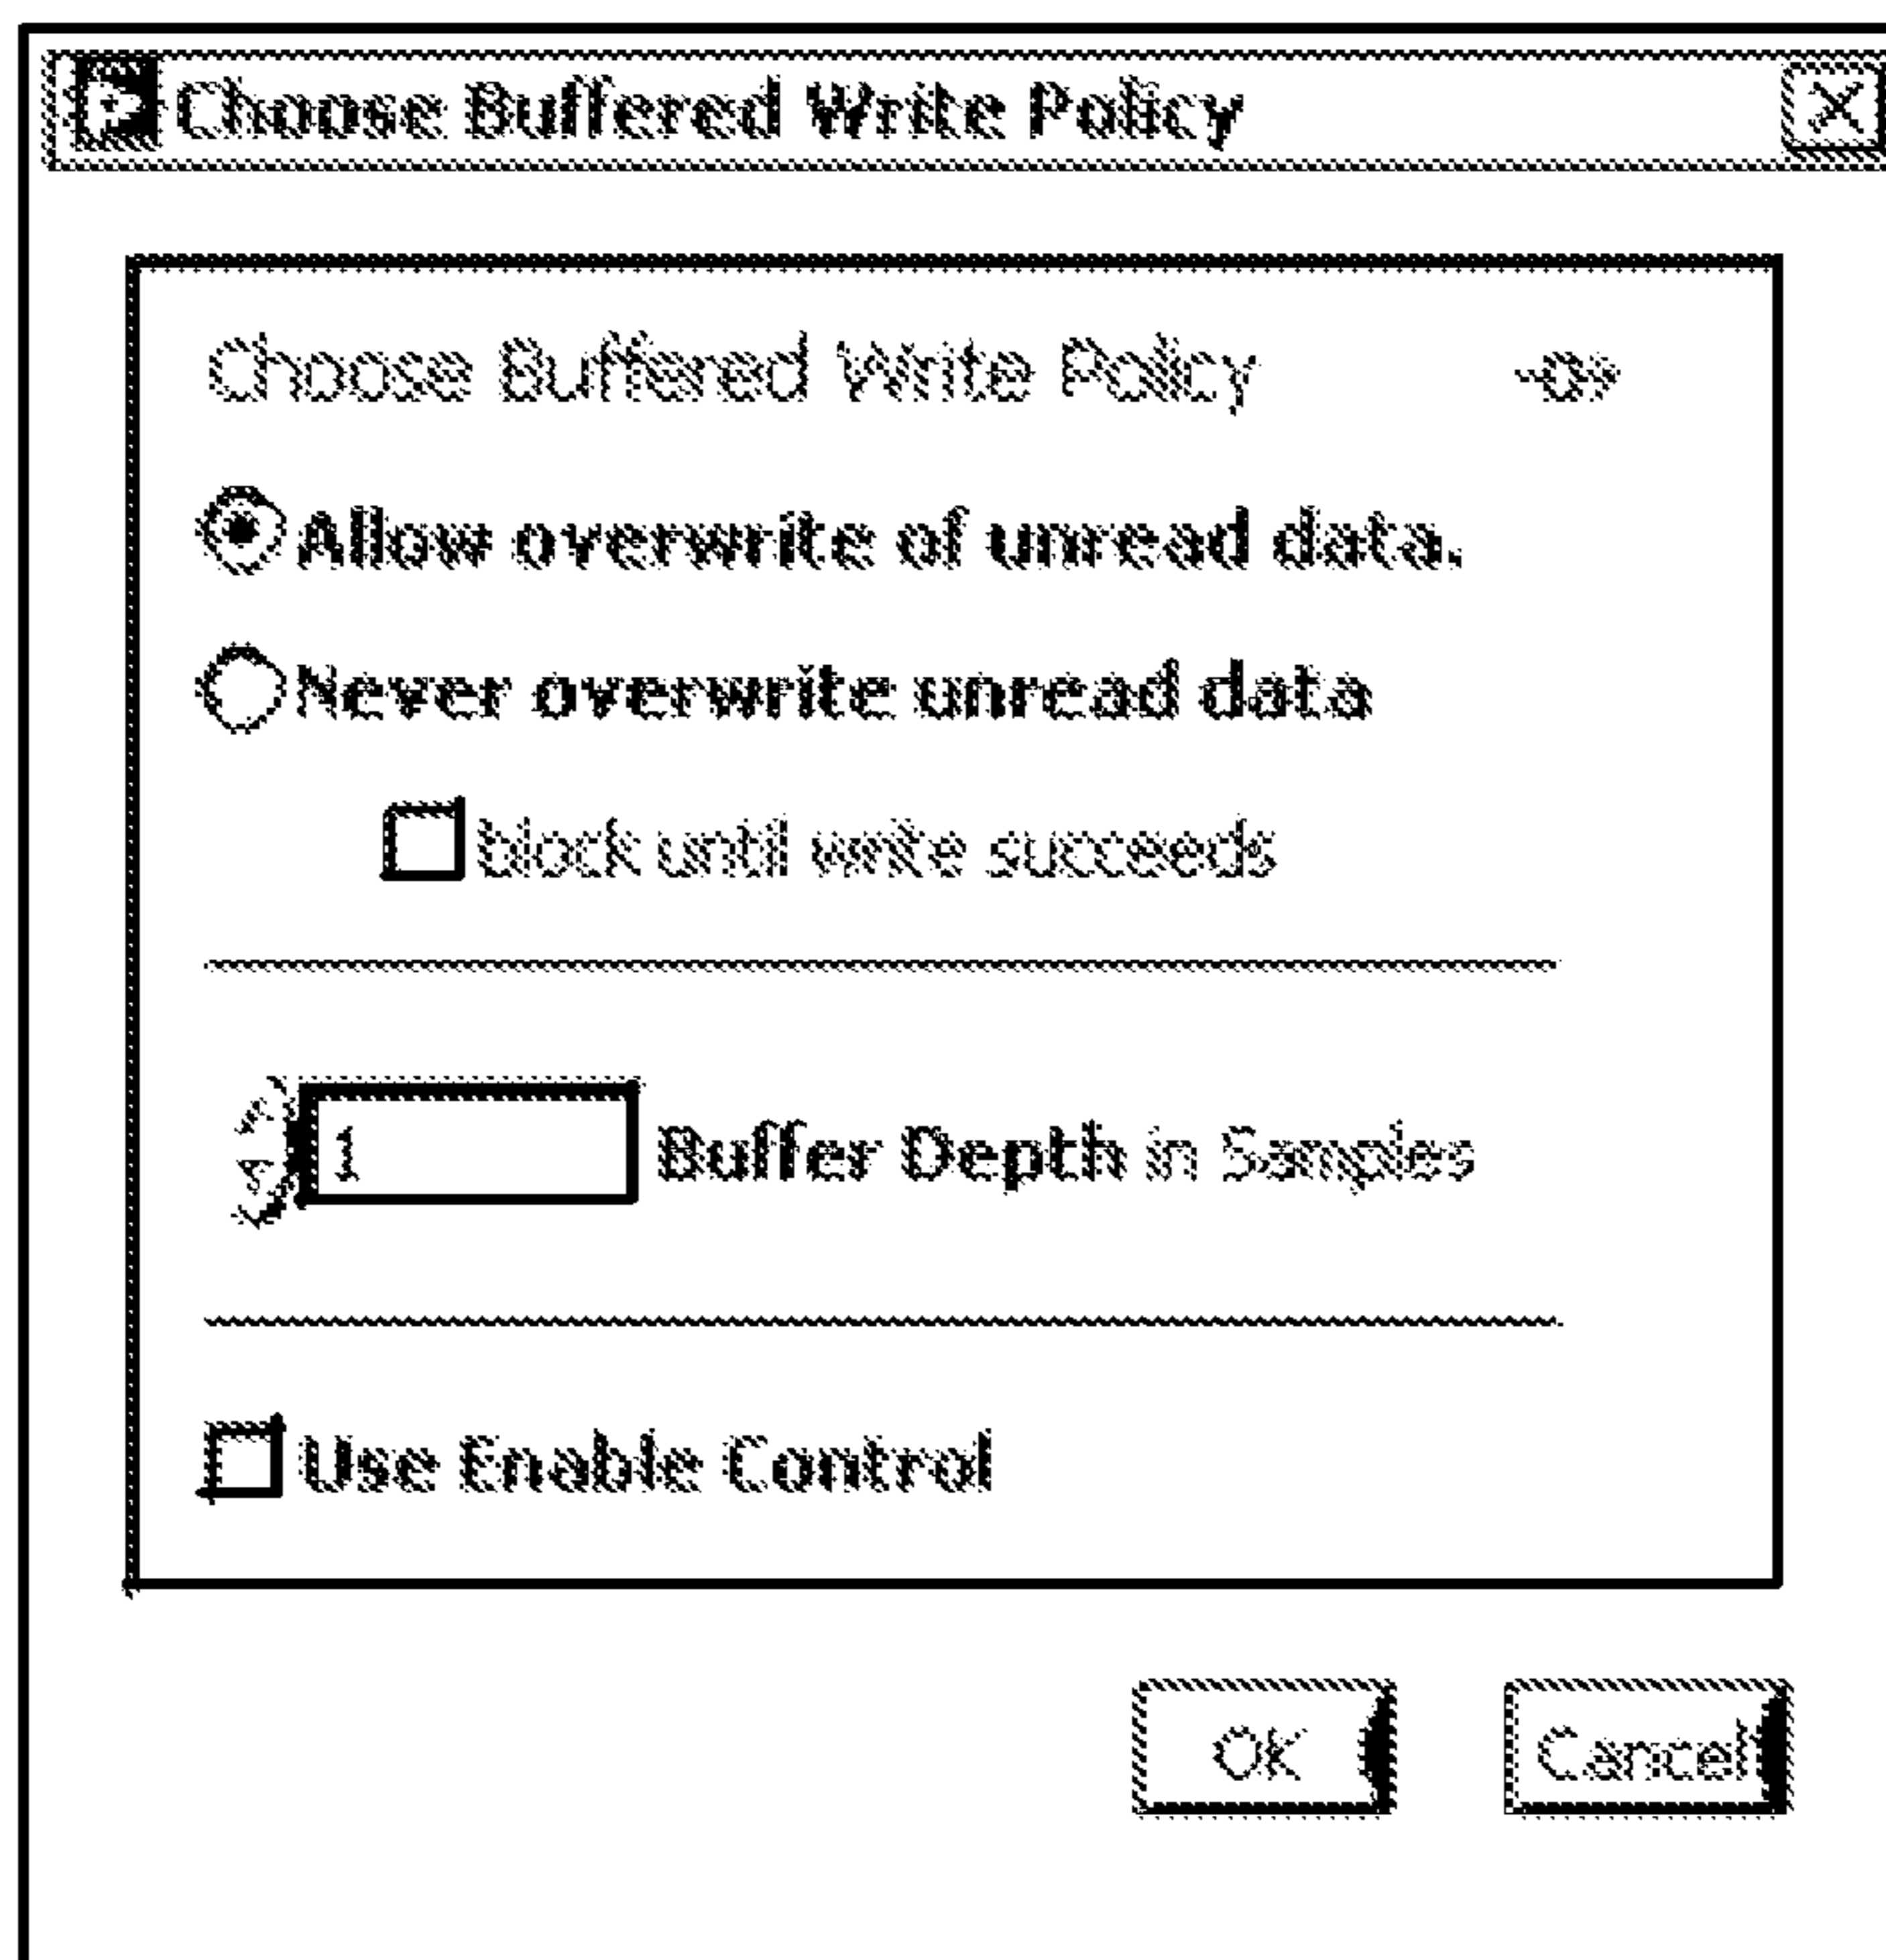 Choose Buffered Write Policy
Choose Buffered Write Policy
Allow overwrite of unread data.
Never overwrite unread data
block until write succeeds
1 Buffer Depth in Samples
Use Enable Control
OK Cancel